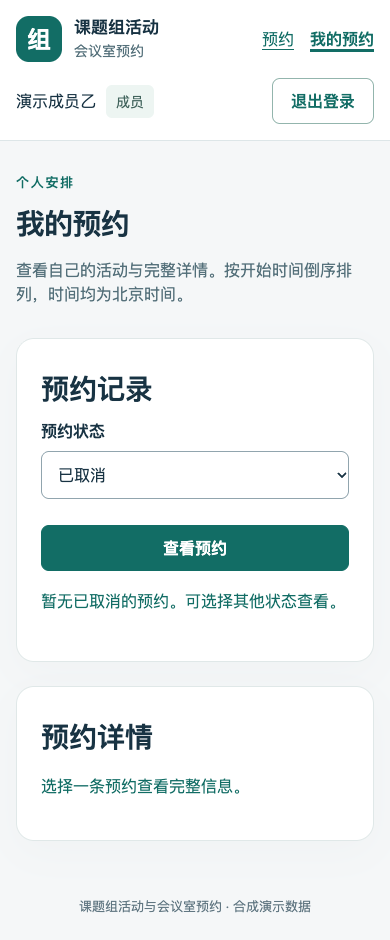 组
课题组活动
会议室预约
预约
我的预约
演示成员乙
成员
退出登录
个人安排
我的预约
查看自己的活动与完整详情。按开始时间倒序排
列，时间均为北京时间。
预约记录
预约状态
已取消
查看预约
暂无已取消的预约。可选择其他状态查看。
预约详情
选择一条预约查看完整信息。
课题组活动与会议室预约 · 合成演示数据